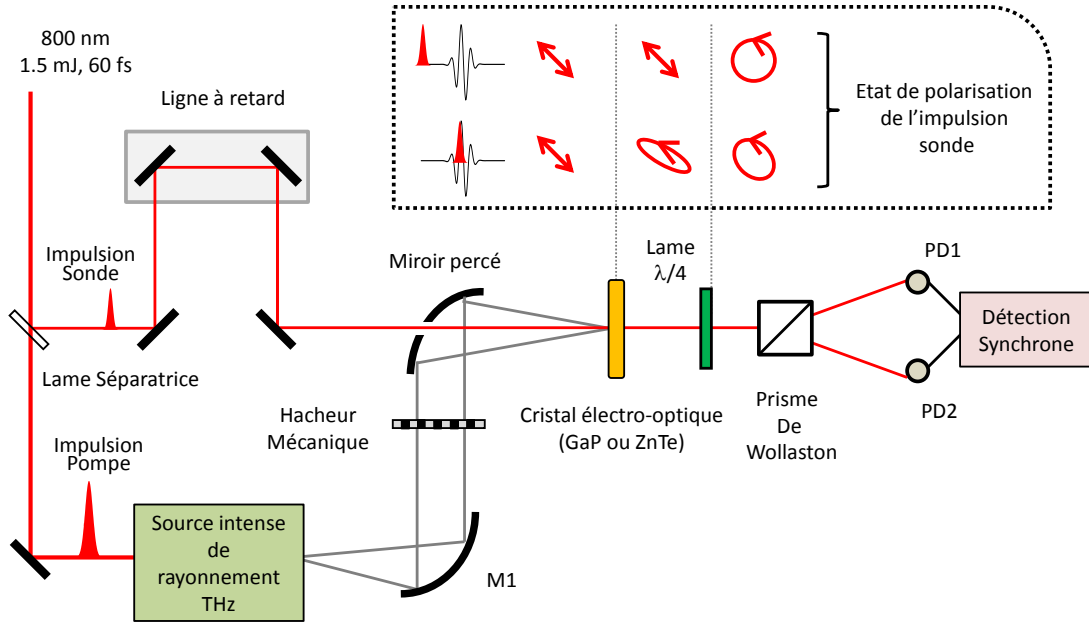 800 nm
1.5 mJ, 60 fs
Ligne à retard
Etat de polarisation
de l’impulsion
sonde
Impulsion
Sonde
Miroir percé
Lame
λ/4
PD1
Lame Séparatrice
Détection
Synchrone
PD2
Hacheur
Mécanique
Cristal électro-optique
(GaP ou ZnTe)
Prisme
De
Wollaston
Impulsion
Pompe
Source intense
de
rayonnement
THz
M1